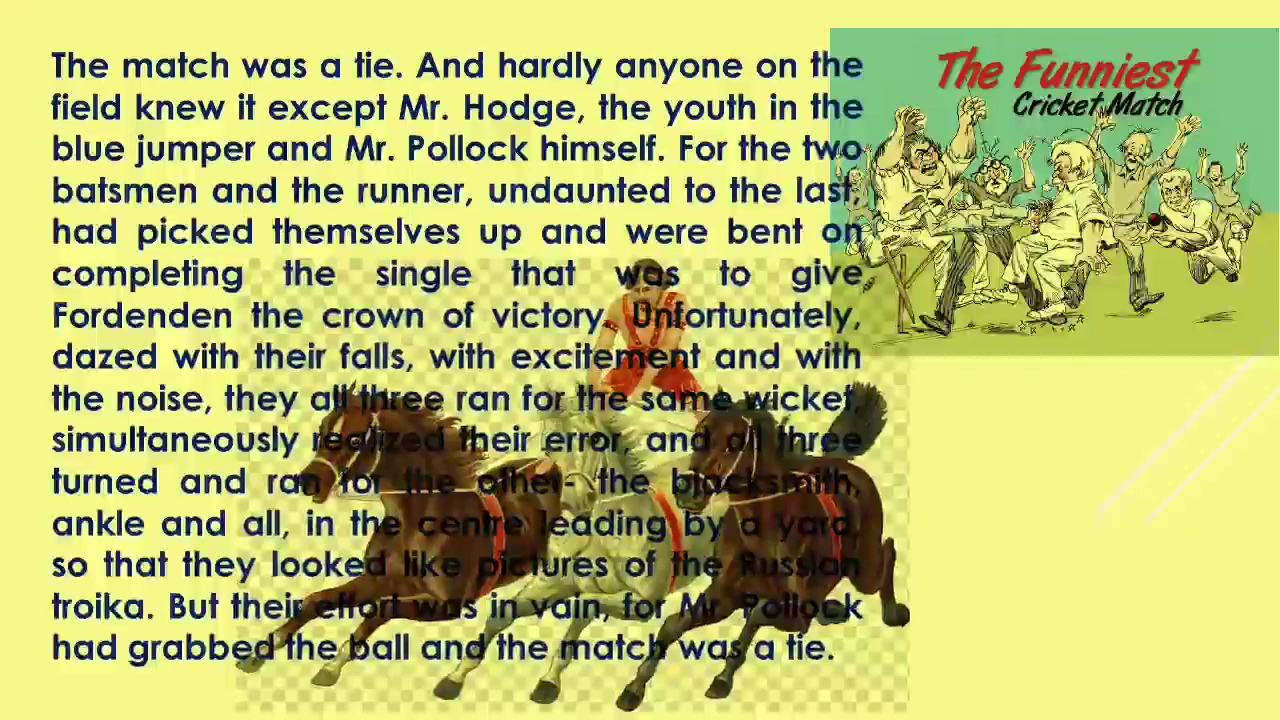 The match was a tie. And hardly anyone on the
field knew it except Mr. Hodge, the youth in the
blue jumper and Mr. Pollock himself. For the two
batsmen and the runner, undaunted to the last,
had picked themselves up and were bent on
completing the single that was to give
Fordenden the crown of victory. Unfortunately,
dazed with their falls, with excitement and with
the noise, they all three ran for the same wicket,
simultaneously realized their error, and all three
turned and ran for the other- the blacksmith,
ankle and all, in the centre leading by a yard,
so that they looked like pictures of the Russian
troika. But their effort was in vain, for Mr. Pollock
had grabbed the ball and the match was a tie.
The Funniest
Cricket Match